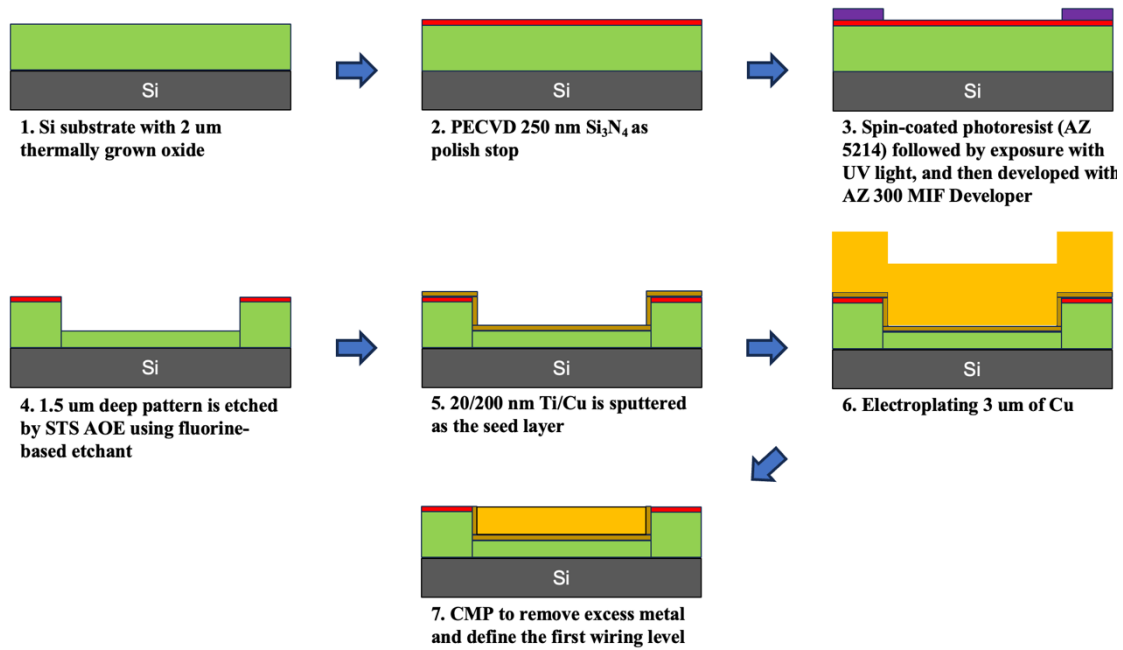 Si
1. Si substrate with 2 um
thermally grown oxide
Si
2. PECVD 250 nm Si₃N₄ as
polish stop
Si
3. Spin-coated photoresist (AZ
5214) followed by exposure with
UV light, and then developed with
AZ 300 MIF Developer
Si
4. 1.5 um deep pattern is etched
by STS AOE using fluorine-
based etchant
Si
5. 20/200 nm Ti/Cu is sputtered
as the seed layer
Si
6. Electroplating 3 um of Cu
Si
7. CMP to remove excess metal
and define the first wiring level